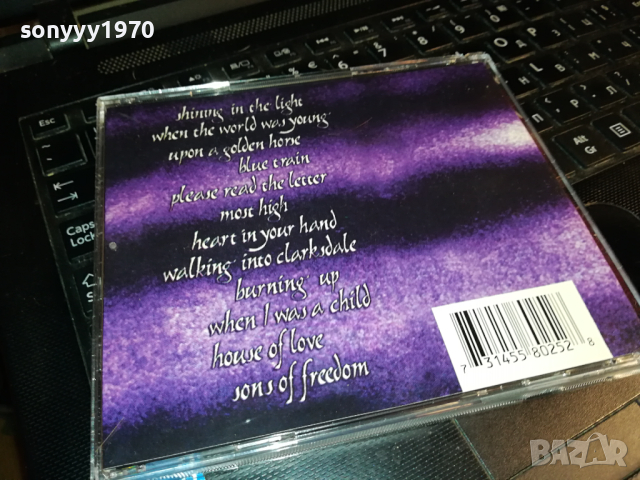 sonyyy1970
shining in the light
when the world was young
upon a golden horse
blue train
please read the letter
most high
heart in your hand
walking into clarksdale
burning up
when I was a child
house of love
sons of freedom
7 31455 80252 8
Esc
Caps
Lock
BAZAR